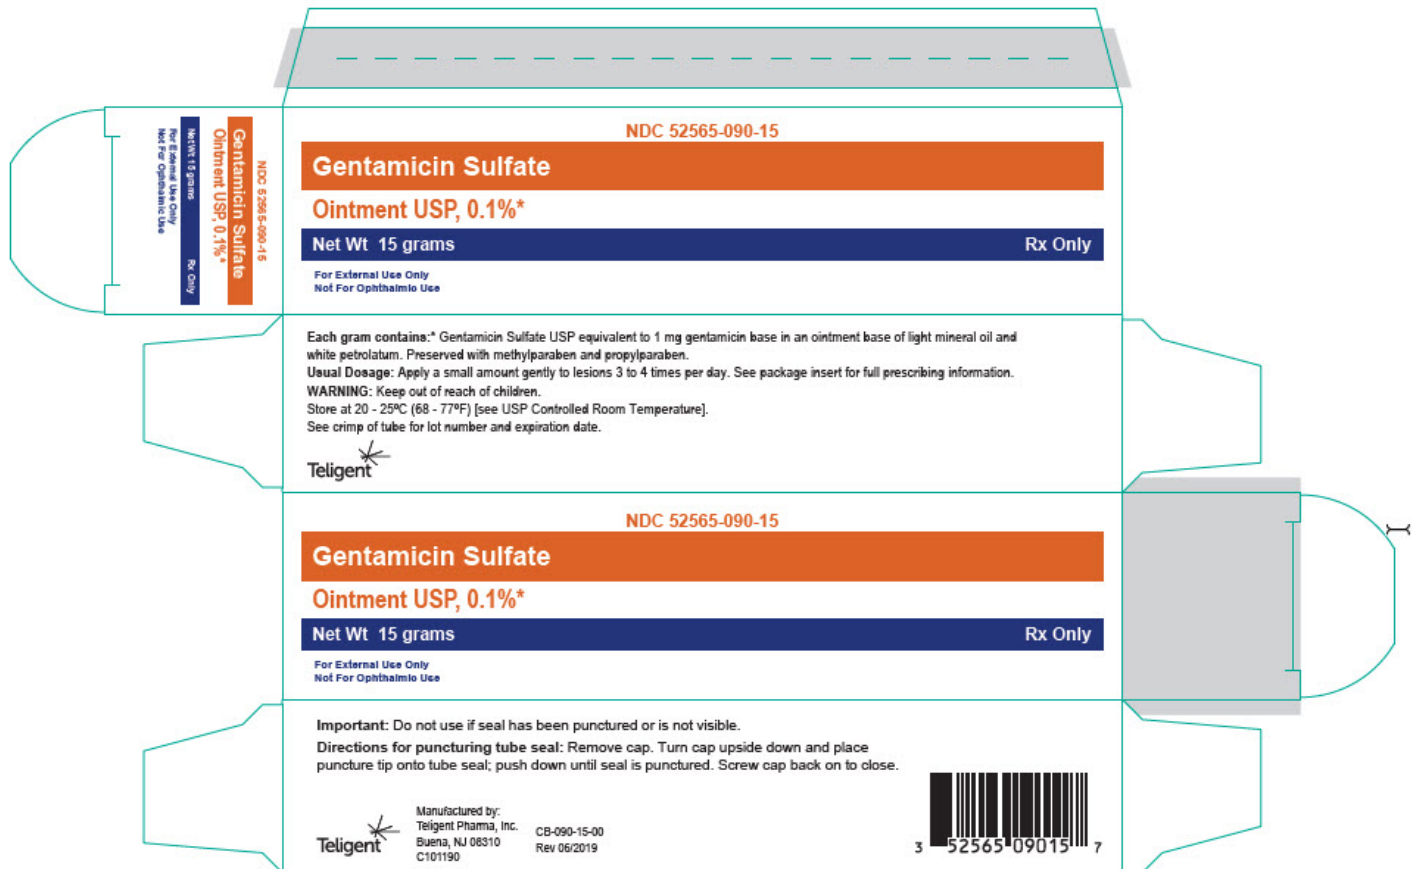 NDC 52565-090-15
Gentamicin Sulfate
Ointment USP, 0.1%*
Net Wt 15 grams Rx Only
For External Use Only
Not For Ophthalmic Use
NDC 52565-090-15
Gentamicin Sulfate
Ointment USP, 0.1%*
Net Wt 15 grams Rx Only
For External Use Only
Not For Ophthalmic Use
Each gram contains:* Gentamicin Sulfate USP equivalent to 1 mg gentamicin base in an ointment base of light mineral oil and
white petrolatum. Preserved with methylparaben and propylparaben.
Usual Dosage: Apply a small amount gently to lesions 3 to 4 times per day. See package insert for full prescribing information.
WARNING: Keep out of reach of children.
Store at 20 - 25ºC (68 - 77ºF) [see USP Controlled Room Temperature].
See crimp of tube for lot number and expiration date.
Teligent
NDC 52565-090-15
Gentamicin Sulfate
Ointment USP, 0.1%*
Net Wt 15 grams Rx Only
For External Use Only
Not For Ophthalmic Use
Important: Do not use if seal has been punctured or is not visible.
Directions for puncturing tube seal: Remove cap. Turn cap upside down and place
puncture tip onto tube seal; push down until seal is punctured. Screw cap back on to close.
Teligent
Manufactured by:
Teligent Pharma, Inc.
Buena, NJ 08310
C101190
CB-090-15-00
Rev 06/2019
3 52565 09015 7